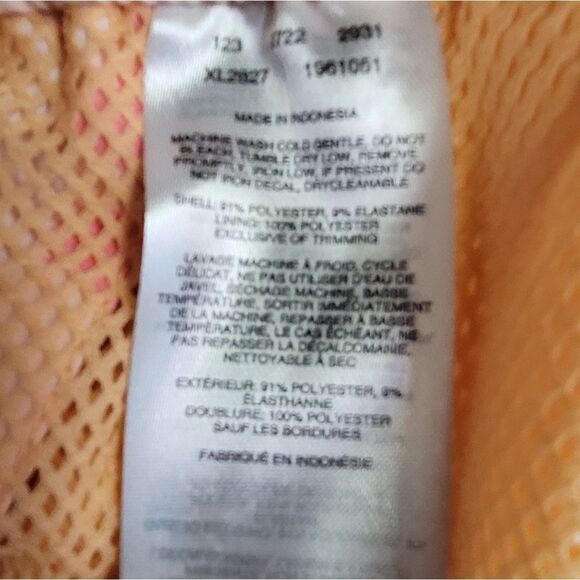 123 0722 2931
XL2827 1961051
MADE IN INDONESIA
MACHINE WASH COLD GENTLE, DO NOT
BLEACH, TUMBLE DRY LOW, REMOVE
PROMPTLY, IRON LOW, IF PRESENT DO
NOT IRON DECAL, DRYCLEANABLE
SHELL: 91% POLYESTER, 9% ELASTANE
LINING: 100% POLYESTER
EXCLUSIVE OF TRIMMING
LAVAGE MACHINE À FROID, CYCLE
DÉLICAT, NE PAS UTILISER D'EAU DE
JAVEL, SÉCHAGE MACHINE, BASSE
TEMPÉRATURE, SORTIR IMMÉDIATEMENT
DE LA MACHINE, REPASSER À BASSE
TEMPÉRATURE, LE CAS ÉCHÉANT, NE
PAS REPASSER LA DÉCALCOMANIE,
NETTOYABLE À SEC
EXTÉRIEUR: 91% POLYESTER, 9%
ÉLASTHANNE
DOUBLURE: 100% POLYESTER
SAUF LES BORDURES
FABRIQUÉ EN INDONÉSIE